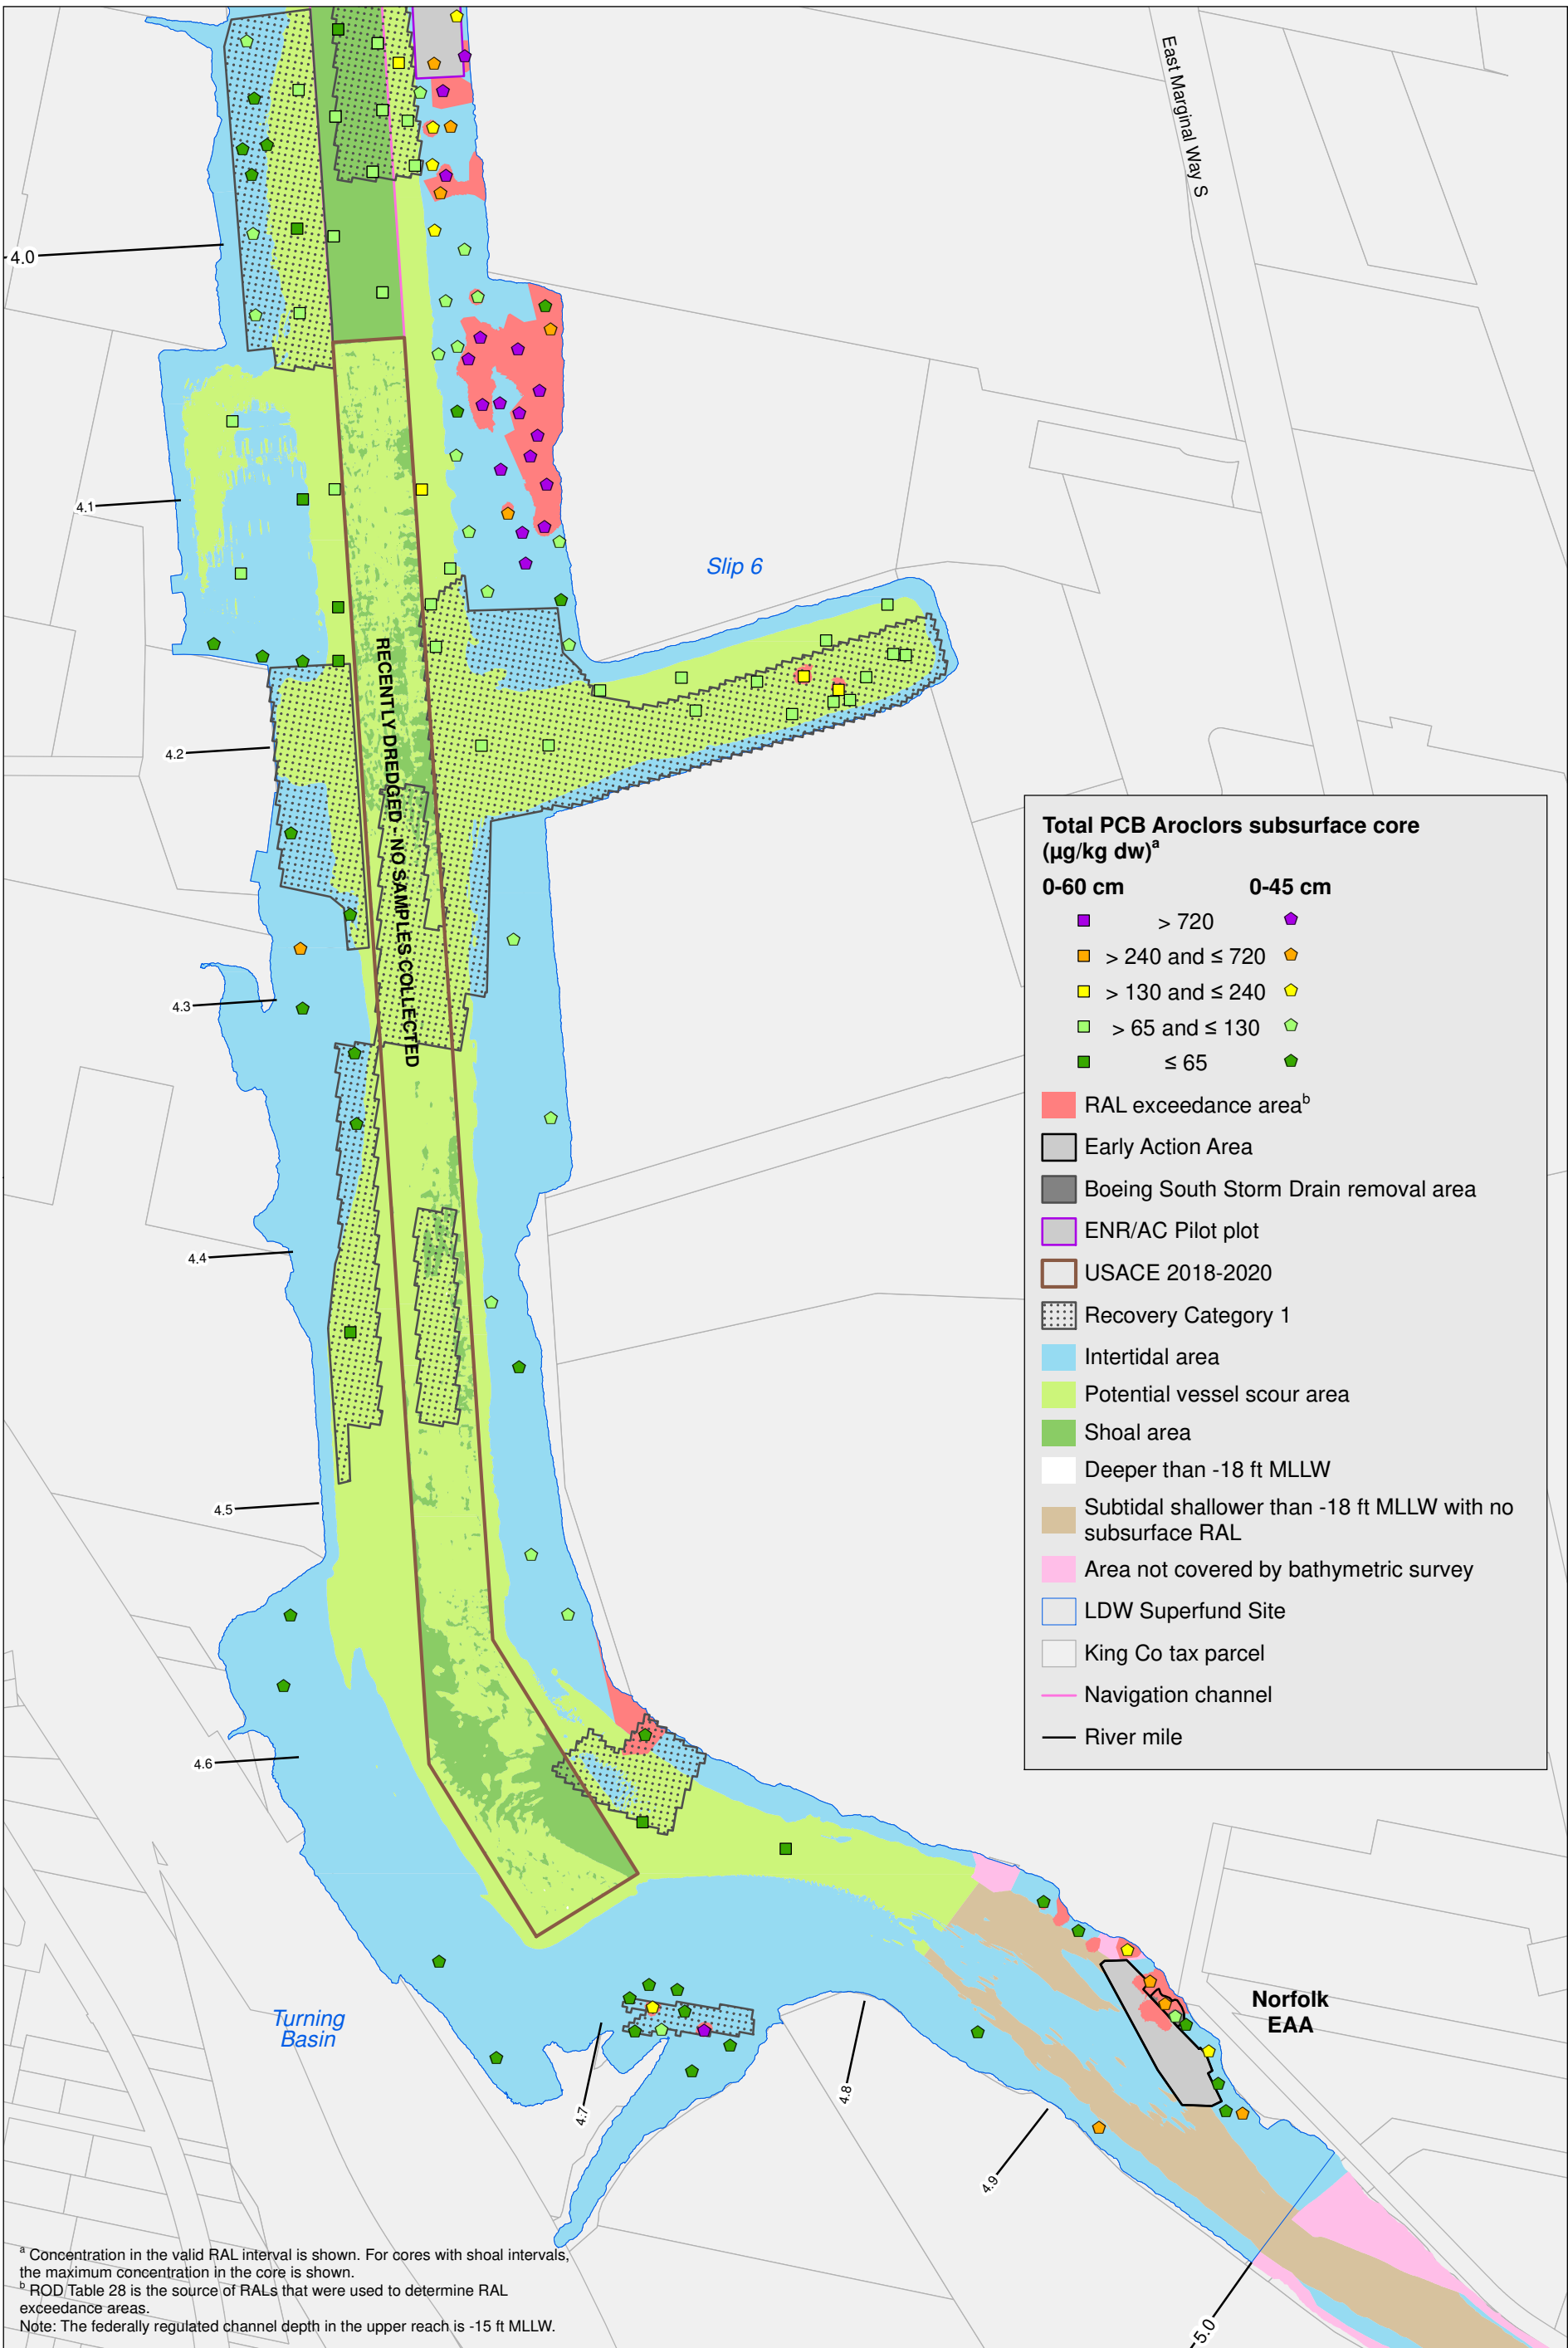 East Marginal Way S
4.0
4.1
Slip 6
RECENTLY DREDGED - NO SAMPLES COLLECTED
4.2
4.3
4.4
4.5
4.6
Total PCB Aroclors subsurface core
(µg/kg dw)ᵃ
0-60 cm 0-45 cm
> 720
> 240 and ≤ 720
> 130 and ≤ 240
> 65 and ≤ 130
≤ 65
RAL exceedance areaᵇ
Early Action Area
Boeing South Storm Drain removal area
ENR/AC Pilot plot
USACE 2018-2020
Recovery Category 1
Intertidal area
Potential vessel scour area
Shoal area
Deeper than -18 ft MLLW
Subtidal shallower than -18 ft MLLW with no
subsurface RAL
Area not covered by bathymetric survey
LDW Superfund Site
King Co tax parcel
Navigation channel
River mile
Norfolk
EAA
Turning
Basin
4.7
4.8
4.9
5.0
ᵃ Concentration in the valid RAL interval is shown. For cores with shoal intervals,
the maximum concentration in the core is shown.
ᵇ ROD Table 28 is the source of RALs that were used to determine RAL
exceedance areas.
Note: The federally regulated channel depth in the upper reach is -15 ft MLLW.